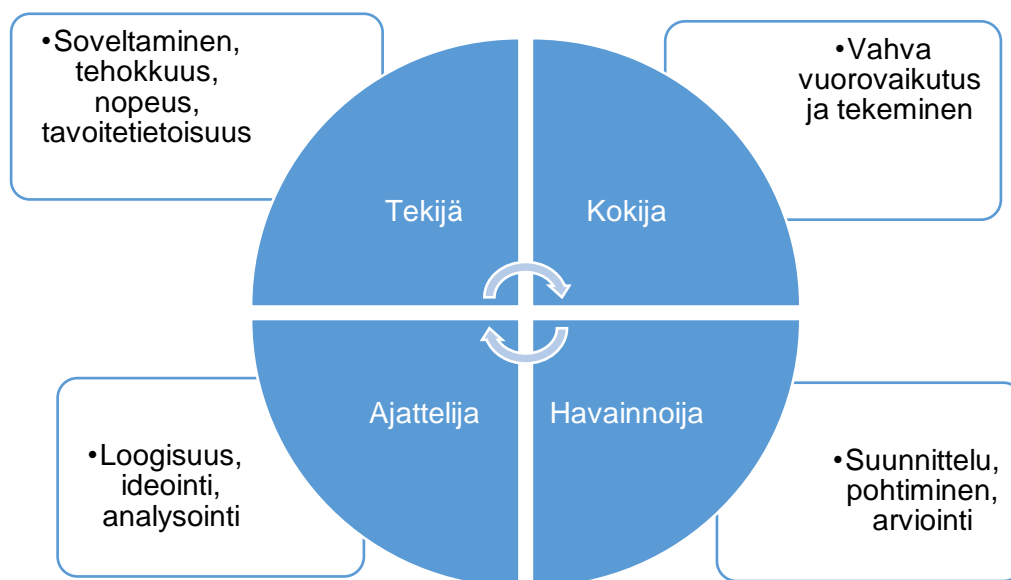 •Soveltaminen,
tehokkuus,
nopeus,
tavoitetietoisuus
•Vahva
vuorovaikutus
ja tekeminen
Tekijä
Kokija
Ajattelija
Havainnoija
•Loogisuus,
ideointi,
analysointi
•Suunnittelu,
pohtiminen,
arviointi